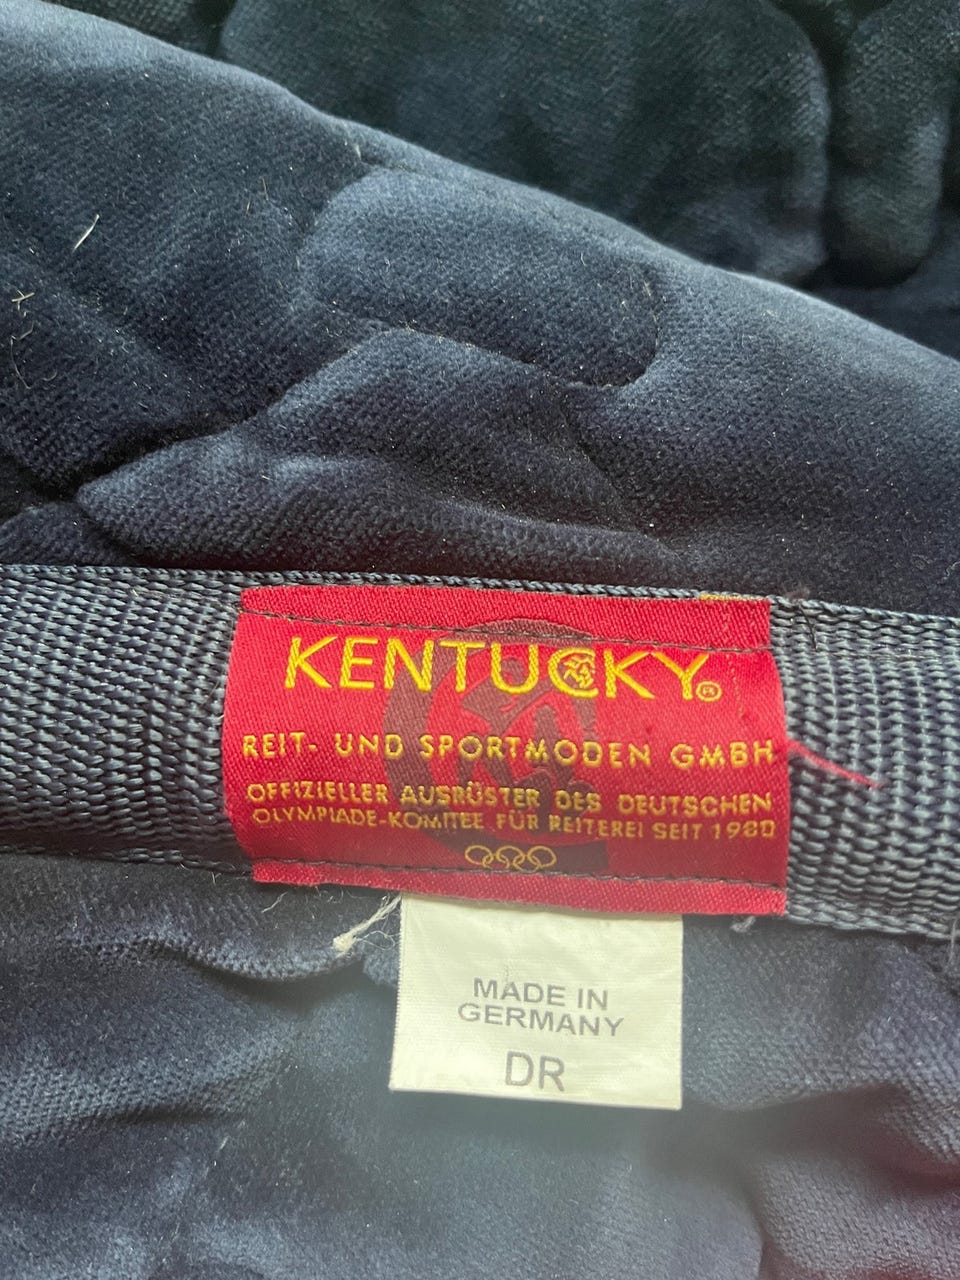 KENTUCKY®
REIT- UND SPORTMODEN GMBH
OFFIZIELLER AUSRÜSTER DES DEUTSCHEN
OLYMPIADE-KOMITEE FÜR REITEREI SEIT 1980
MADE IN
GERMANY
DR